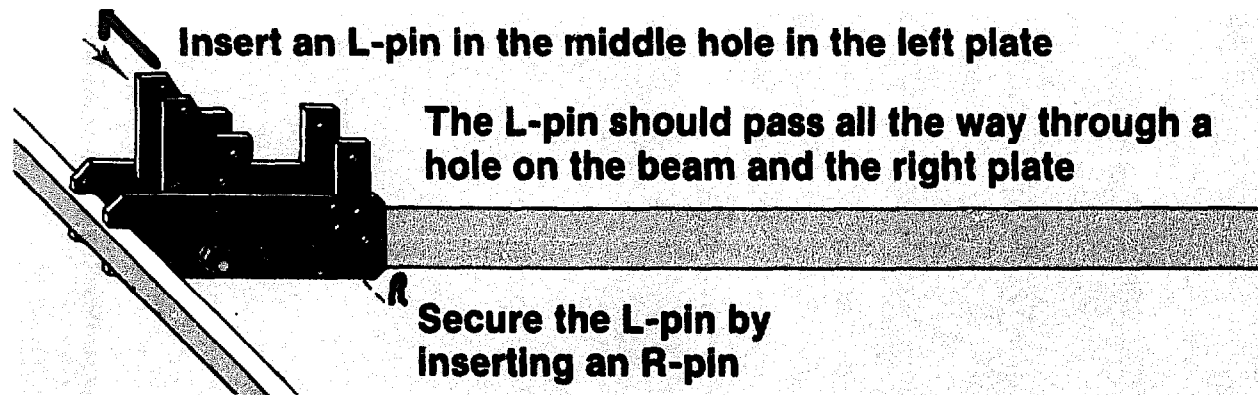 Insert an L-pin in the middle hole in the left plate
The L-pin should pass all the way through a
hole on the beam and the right plate
Secure the L-pin by
inserting an R-pin